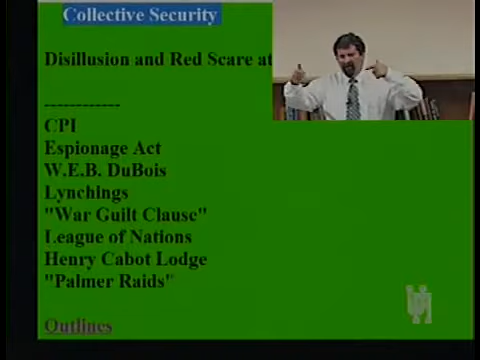 Collective Security
Disillusion and Red Scare at
------------
CPI
Espionage Act
W.E.B. DuBois
Lynchings
"War Guilt Clause"
League of Nations
Henry Cabot Lodge
"Palmer Raids"
Outlines